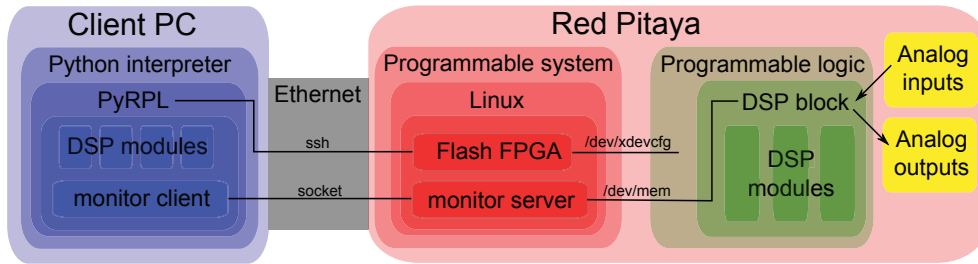 Client PC
Red Pitaya
Python interpreter
Ethernet
Programmable system
Programmable logic
Analog
inputs
PyRPL
Linux
DSP block
DSP modules
ssh
Flash FPGA
/dev/xdevcfg
DSP
modules
Analog
outputs
monitor client
socket
monitor server
/dev/mem